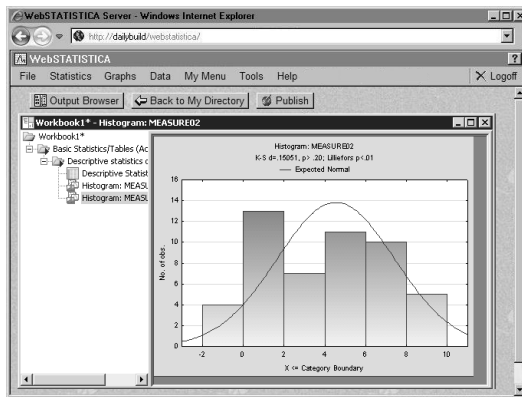 WebSTATISTICA Server - Windows Internet Explorer
http://dailybuild/webstatistica/
WebSTATISTICA ?
File Statistics Graphs Data My Menu Tools Help Logoff
Output Browser Back to My Directory Publish
Workbook1* - Histogram: MEASURE02
Workbook1*
Basic Statistics/Tables (Ac
Descriptive statistics c
Descriptive Statist
Histogram: MEASU
Histogram: MEASU
Histogram: MEASURE02
K-S d=.15051, p> .20; Lilliefors p<.01
Expected Normal
No. of obs.
16
14
12
10
8
6
4
2
0
-2 0 2 4 6 8 10
X <= Category Boundary